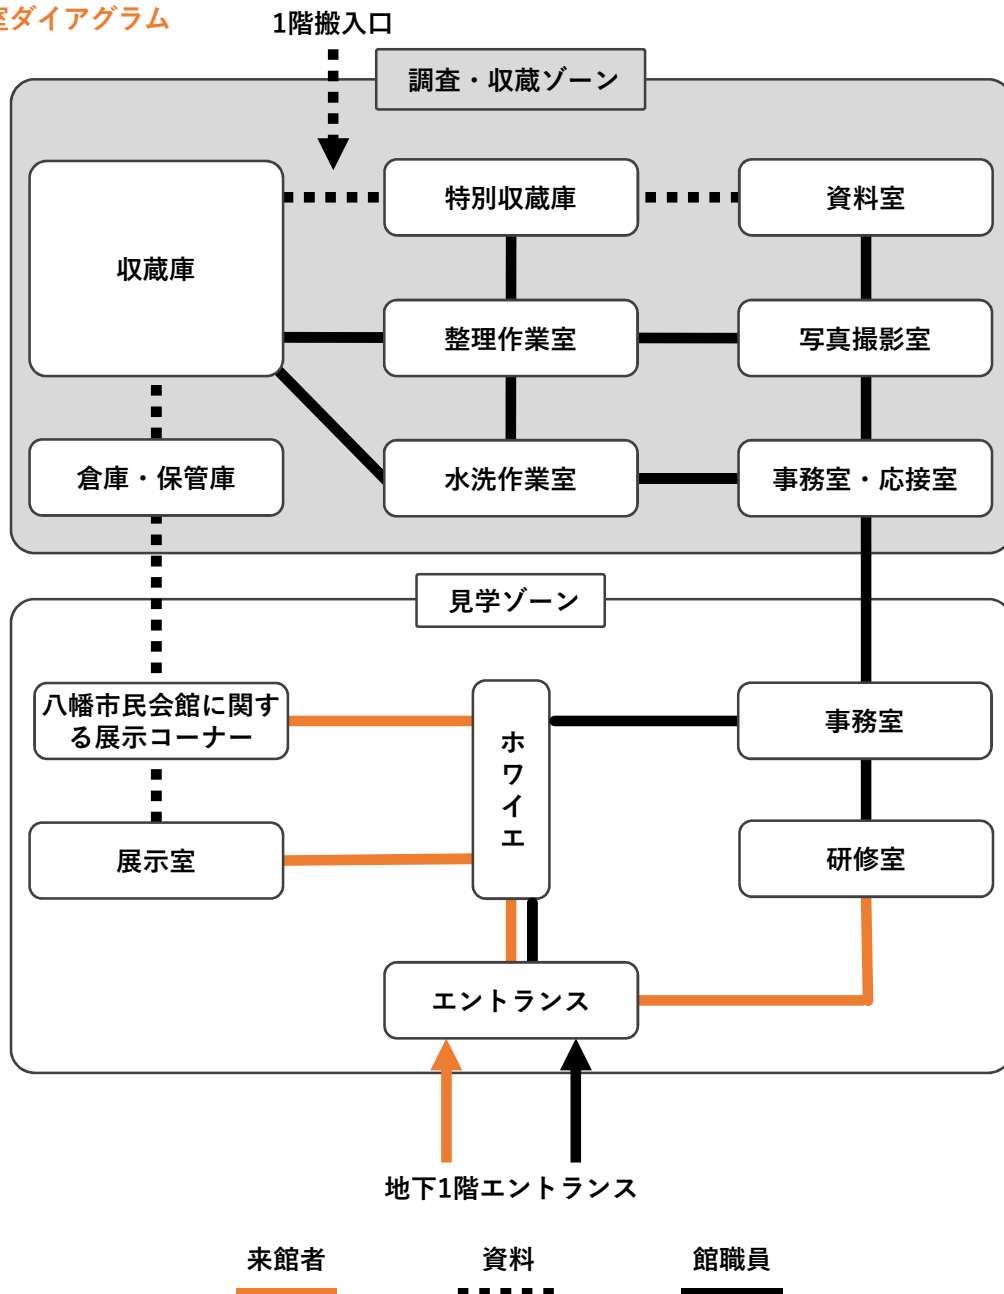 室ダイアグラム
1階搬入口
調査・収蔵ゾーン
収蔵庫
特別収蔵庫
資料室
整理作業室
写真撮影室
倉庫・保管庫
水洗作業室
事務室・応接室
見学ゾーン
八幡市民会館に関す
る展示コーナー
ホワイエ
事務室
展示室
研修室
エントランス
地下1階エントランス
来館者
資料
館職員